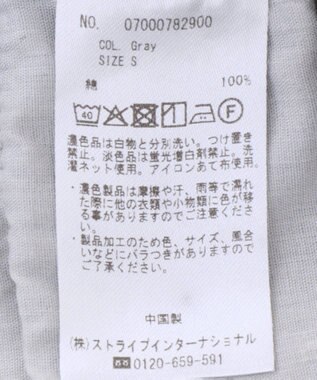 NO. 07000782900
COL. Gray
SIZE S
綿 100%
40
F
濃色品は白物と分別洗い。つけ置き
禁止。淡色品は蛍光増白剤禁止。洗
濯ネット使用。アイロンあて布使用。
・濃色製品は摩擦や汗、雨等で濡れ
た際に他の衣類や小物類に色が移
る事がありますのでご注意くださ
い。
・製品加工のため色、サイズ、風合
いなどにバラつきがありますので
ご了承ください。
中国製
(株)ストライプインターナショナル
0120-659-591